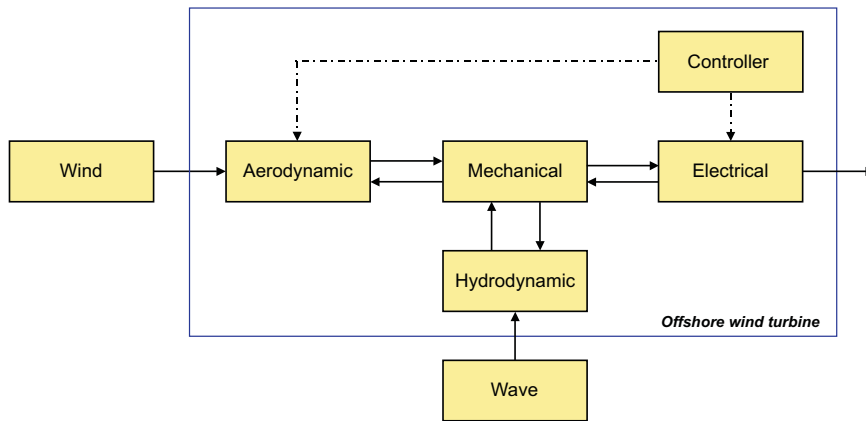 Controller
Wind
Aerodynamic
Mechanical
Electrical
Hydrodynamic
Offshore wind turbine
Wave